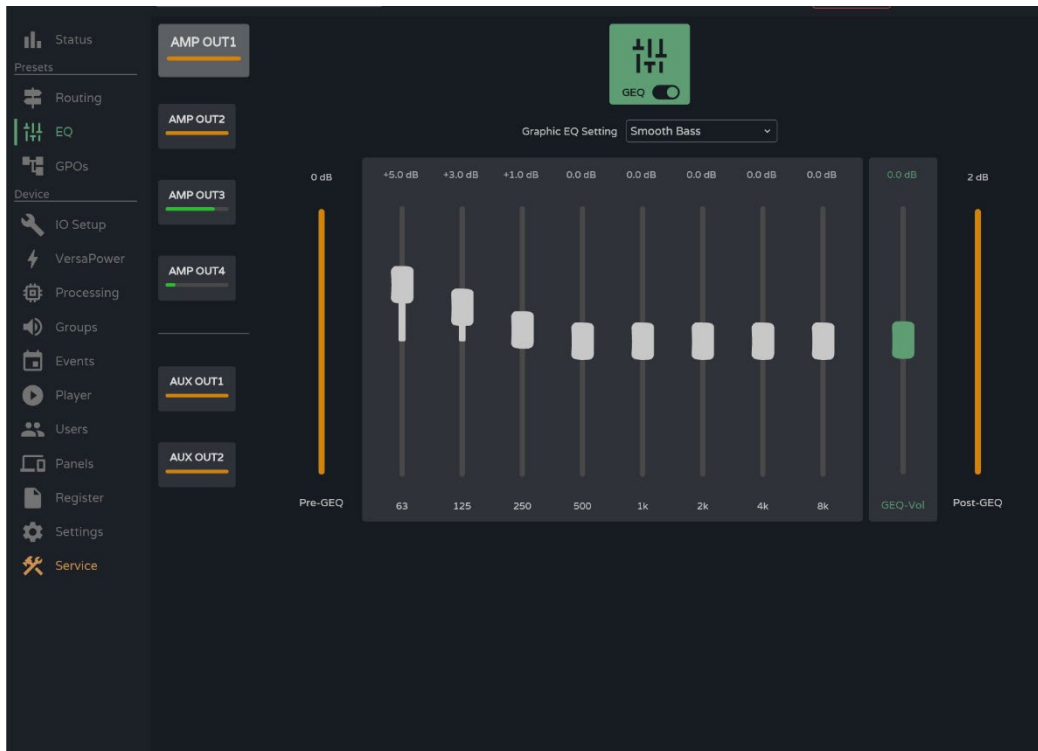 Status
Presets
Routing
EQ
GPOs
Device
IO Setup
VersaPower
Processing
Groups
Events
Player
Users
Panels
Register
Settings
Service
AMP OUT1
AMP OUT2
AMP OUT3
AMP OUT4
AUX OUT1
AUX OUT2
GEQ
Graphic EQ Setting Smooth Bass
0 dB +5.0 dB +3.0 dB +1.0 dB 0.0 dB 0.0 dB 0.0 dB 0.0 dB 0.0 dB 0.0 dB 2 dB
Pre-GEQ 63 125 250 500 1k 2k 4k 8k GEQ-Vol Post-GEQ